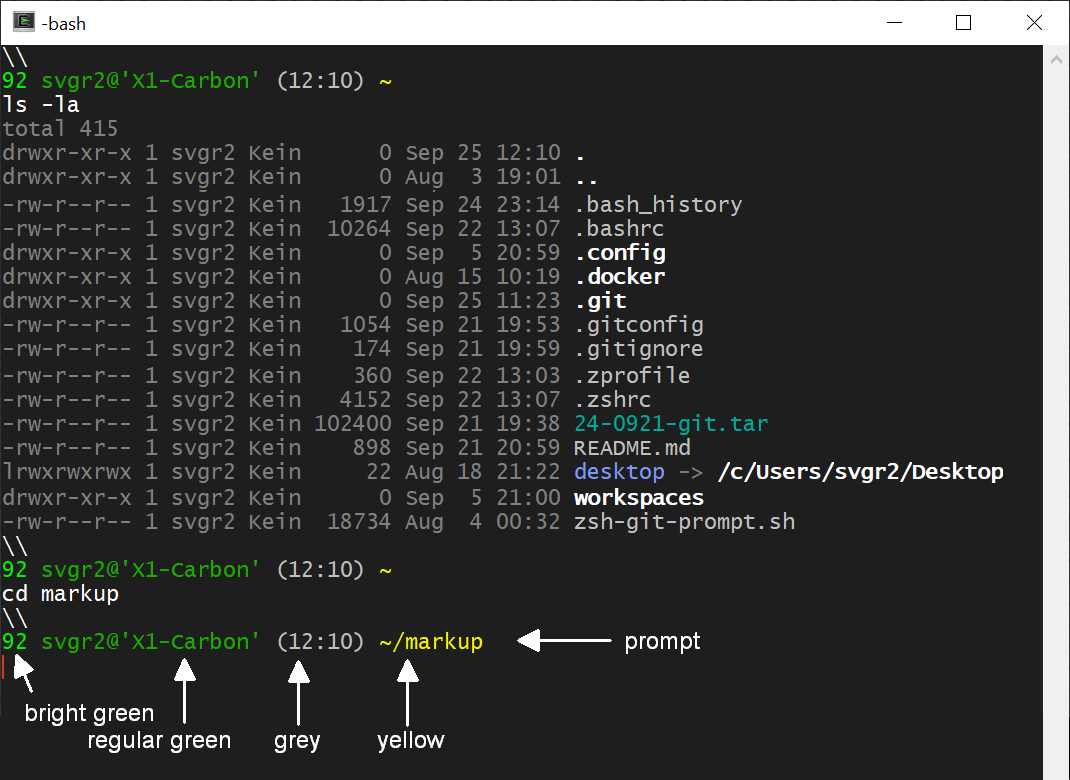 -bash
\\
92 svgr2@'X1-Carbon' (12:10) ~
ls -la
total 415
drwxr-xr-x 1 svgr2 Kein      0 Sep 25 12:10 .
drwxr-xr-x 1 svgr2 Kein      0 Aug  3 19:01 ..
-rw-r--r-- 1 svgr2 Kein   1917 Sep 24 23:14 .bash_history
-rw-r--r-- 1 svgr2 Kein  10264 Sep 22 13:07 .bashrc
drwxr-xr-x 1 svgr2 Kein      0 Sep  5 20:59 .config
drwxr-xr-x 1 svgr2 Kein      0 Aug 15 10:19 .docker
drwxr-xr-x 1 svgr2 Kein      0 Sep 25 11:23 .git
-rw-r--r-- 1 svgr2 Kein   1054 Sep 21 19:53 .gitconfig
-rw-r--r-- 1 svgr2 Kein    174 Sep 21 19:59 .gitignore
-rw-r--r-- 1 svgr2 Kein    360 Sep 22 13:03 .zprofile
-rw-r--r-- 1 svgr2 Kein   4152 Sep 22 13:07 .zshrc
-rw-r--r-- 1 svgr2 Kein 102400 Sep 21 19:38 24-0921-git.tar
-rw-r--r-- 1 svgr2 Kein    898 Sep 21 20:59 README.md
lrwxrwxrwx 1 svgr2 Kein     22 Aug 18 21:22 desktop -> /c/Users/svgr2/Desktop
drwxr-xr-x 1 svgr2 Kein      0 Sep  5 21:00 workspaces
-rw-r--r-- 1 svgr2 Kein  18734 Aug  4 00:32 zsh-git-prompt.sh
\\
92 svgr2@'X1-Carbon' (12:10) ~
cd markup
\\
92 svgr2@'X1-Carbon' (12:10) ~/markup prompt
bright green
regular green grey yellow